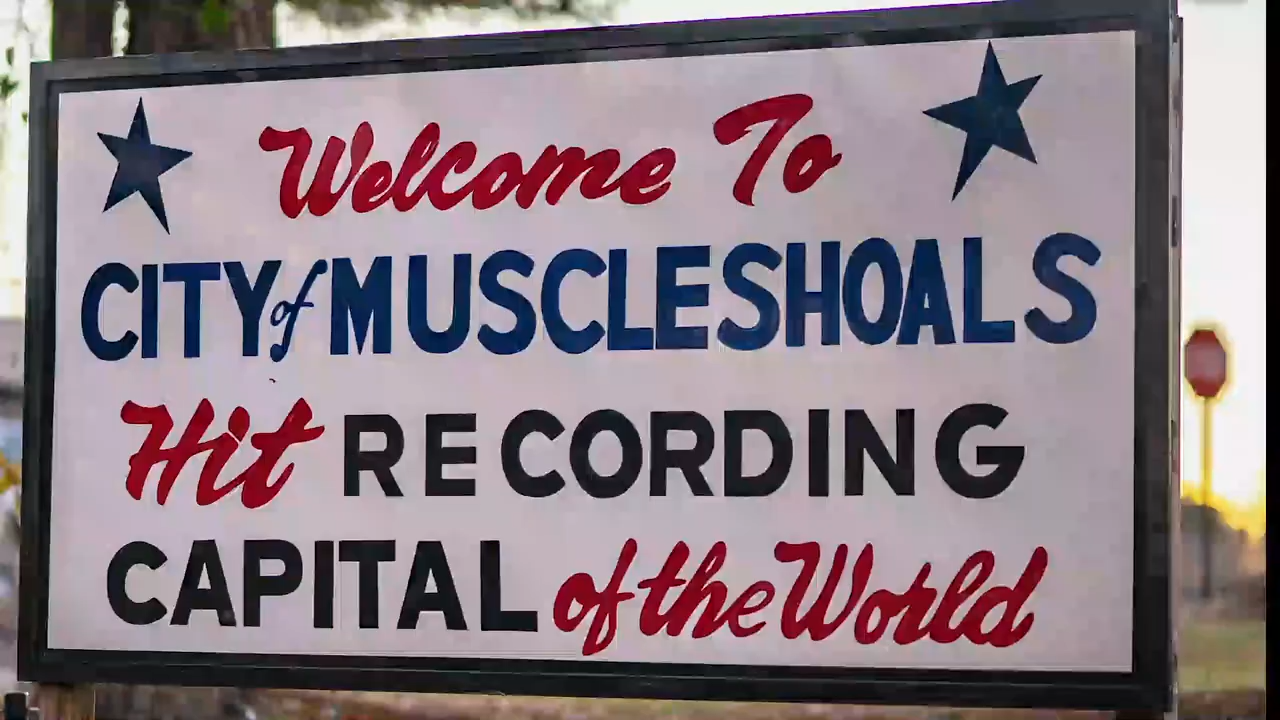 Welcome To
CITY of MUSCLE SHOALS
Hit RECORDING
CAPITAL of the World